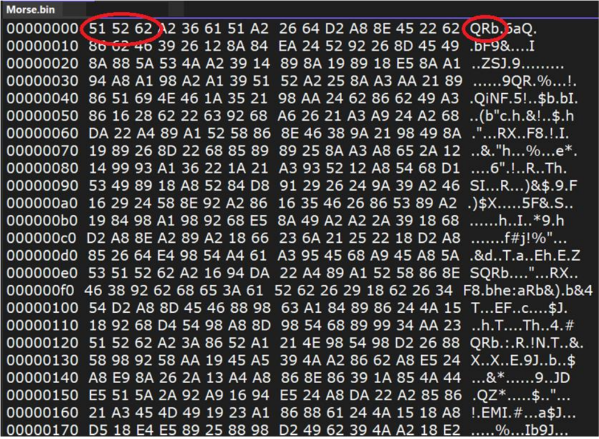 Morse.bin
00000000 51 52 62 A2 36 61 51 A2 26 64 D2 A8 8E 45 22 62 QRb.6aQ.
00000010 86 62 46 39 26 12 8A 84 EA 24 52 92 26 8D 45 49 .bF9&....I
00000020 8A 88 5A 53 4A A2 39 14 89 8A 19 89 18 E5 8A A1 ..ZSJ.9.........
00000030 94 A8 A1 98 A2 A1 39 51 52 A2 25 8A A3 AA 21 89 ......9QR.%...!.
00000040 86 51 69 4E 46 1A 35 21 98 AA 24 62 86 62 49 A3 .QiNF.5!..$b.bI.
00000050 86 16 28 62 22 63 92 68 A6 26 21 A3 A9 24 A2 68 ..(b"c.h.&!..$.h
00000060 DA 22 A4 89 A1 52 58 86 8E 46 38 9A 21 98 49 8A ."...RX..F8.!.I.
00000070 19 89 26 8D 22 68 85 89 89 25 8A A3 A8 65 2A 12 ..&."h...%...e*.
00000080 14 99 93 A1 36 22 1A 21 A3 93 52 12 A8 54 68 D1 ....6".!..R..Th.
00000090 53 49 89 18 A8 52 84 D8 91 29 26 24 9A 39 A2 46 SI...R...)&$.9.F
000000a0 16 29 24 58 8E 92 A2 86 16 35 46 26 86 53 89 A2 .)$X.....5F&.S..
000000b0 19 84 98 A1 98 92 68 E5 8A 49 A2 A2 2A 39 18 68 ......h..I..*9.h
000000c0 D2 A8 8E A2 89 A2 18 66 23 6A 21 25 22 18 D2 A8 .......f#j!%"...
000000d0 85 26 64 E4 98 54 A4 61 A3 95 45 68 A9 45 A8 5A .&d..T.a..Eh.E.Z
000000e0 53 51 52 62 A2 16 94 DA 22 A4 89 A1 52 58 86 8E SQRb...."...RX..
000000f0 46 38 92 62 68 65 3A 61 52 62 26 29 18 62 26 34 F8.bhe:aRb&).b&4
00000100 54 D2 A8 8D 45 46 88 98 63 A1 84 89 86 24 4A 15 T...EF..c....$J.
00000110 18 92 68 D4 54 98 A8 8D 98 54 68 89 99 34 AA 23 ..h.T....Th..4.#
00000120 51 52 62 A2 3A 86 52 A1 21 4E 98 54 98 D2 26 88 QRb.:.R.!N.T..&.
00000130 58 98 92 58 AA 19 45 A5 39 4A A2 86 62 A8 E5 24 X..X..E.9J..b..$
00000140 A8 E9 8A 26 2A 13 A4 A8 86 8E 86 39 1A 85 4A 44 ...&*......9..JD
00000150 E5 51 5A 2A 92 A9 16 94 E5 24 A8 DA 22 A2 85 86 .QZ*.....$.."...
00000160 21 A3 45 4D 49 19 23 A1 86 88 61 24 4A 15 18 A8 !.EMI.#...a$J...
00000170 D5 18 E4 E5 89 25 88 98 D2 49 62 39 4A A2 18 E2 .....%...Ib9J...